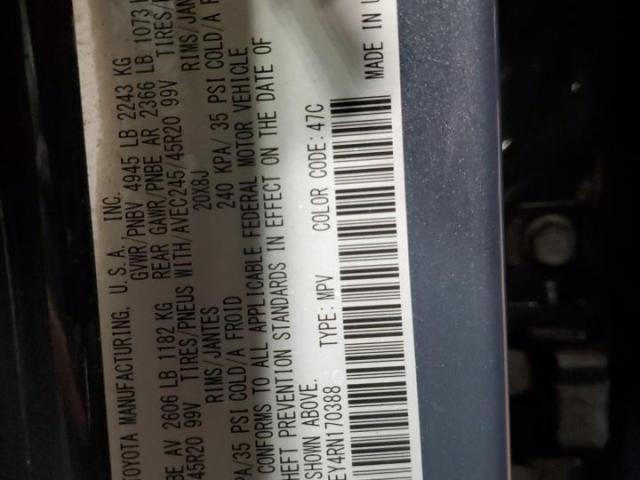 TOYOTA MANUFACTURING, U.S.A. INC.
GVWR/PNBV 4945 LB 2243 KG
BE AV 2606 LB 1182 KG REAR GAWR/PNBE AR 2366 LB 1073
45R20 99V TIRES/PNEUS WITH/AVEC 245/45R20 99V TIRES/
RIMS/JANTES 20X8J RIMS/JAN
PA/35 PSI COLD/A FROID 240 KPA/ 35 PSI COLD/A F
CONFORMS TO ALL APPLICABLE FEDERAL MOTOR VEHICLE
HEFT PREVENTION STANDARDS IN EFFECT ON THE DATE OF
SHOWN ABOVE.
EY4RN170388 TYPE: MPV COLOR CODE: 47C
MADE IN U